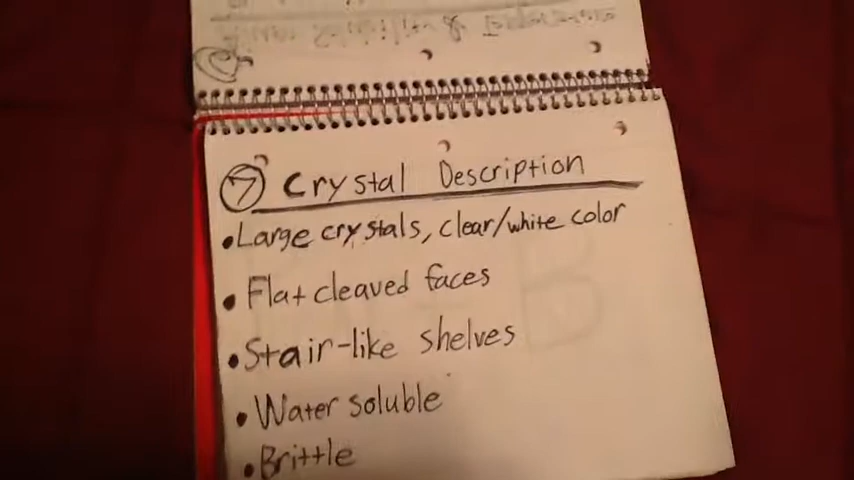 7 Crystal Description
• Large crystals, clear/white color
• Flat cleaved faces
• Stair-like shelves
• Water soluble
• Brittle